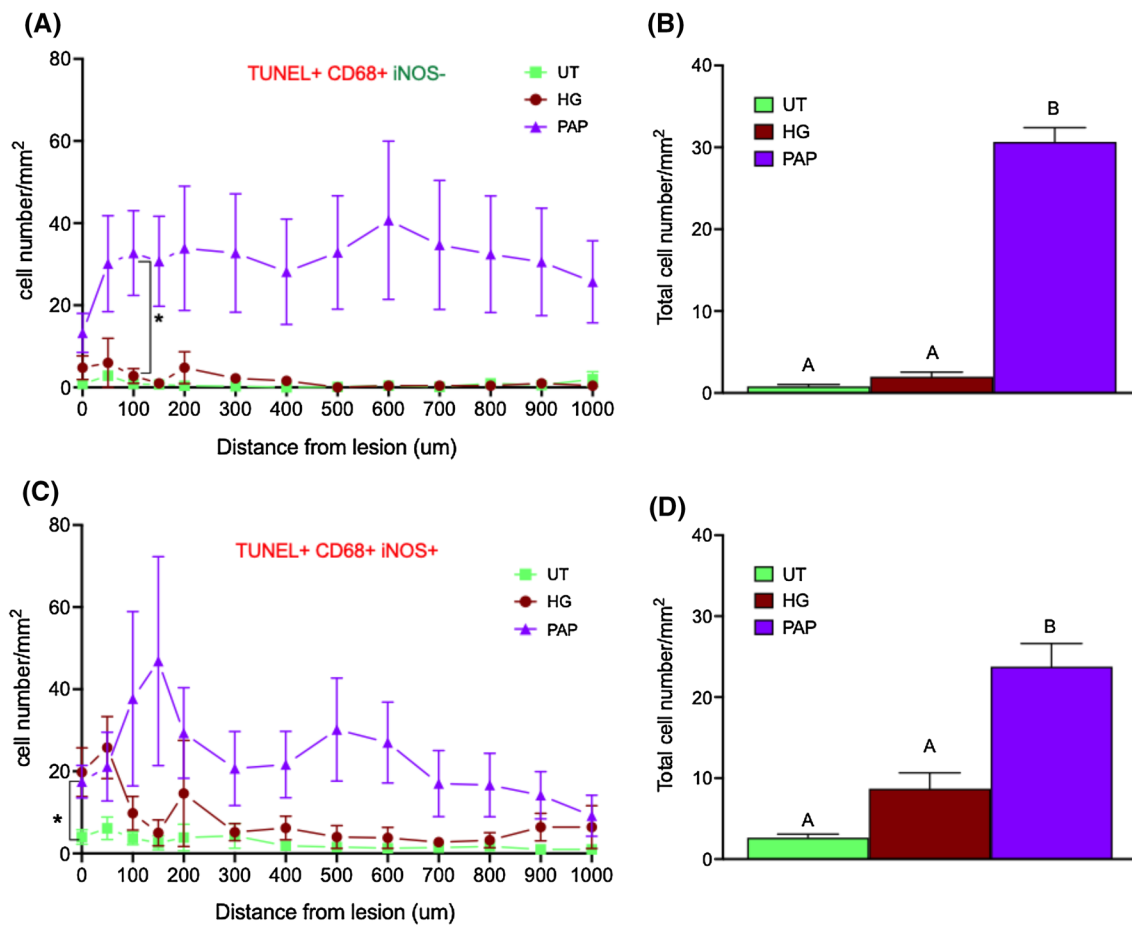 (A)
TUNEL+ CD68+ iNOS-
UT
HG
PAP
cell number/mm²
80
60
40
20
0
0 100 200 300 400 500 600 700 800 900 1000
*
Distance from lesion (um)
(B)
UT
HG
PAP
Total cell number/mm²
40
30
20
10
0
A
A
B
(C)
TUNEL+ CD68+ iNOS+
UT
HG
PAP
cell number/mm²
80
60
40
20
0
*
0 100 200 300 400 500 600 700 800 900 1000
Distance from lesion (um)
(D)
UT
HG
PAP
Total cell number/mm²
40
30
20
10
0
A
A
B